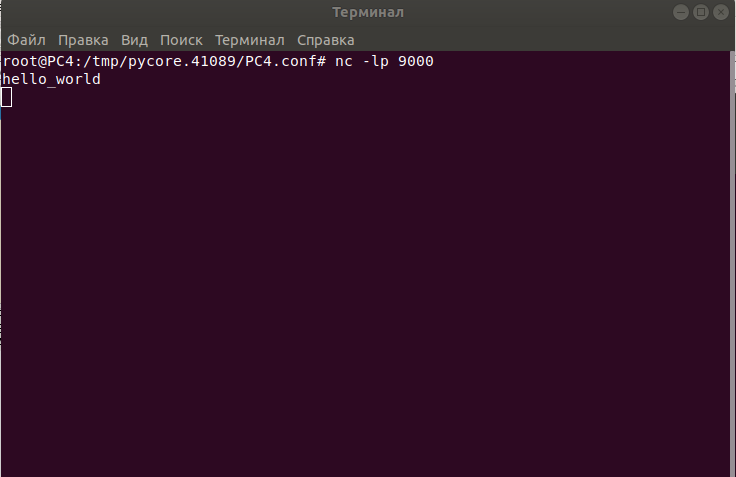 Терминал
Файл Правка Вид Поиск Терминал Справка
root@PC4:/tmp/pycore.41089/PC4.conf# nc -lp 9000
hello_world